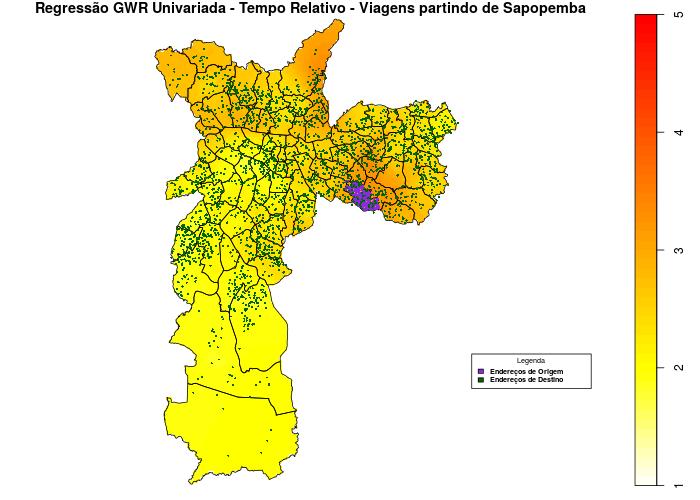 Regressão GWR Univariada - Tempo Relativo - Viagens partindo de Sapopemba
5
4
3
2
1
Legenda
Endereços de Origem
Endereços de Destino